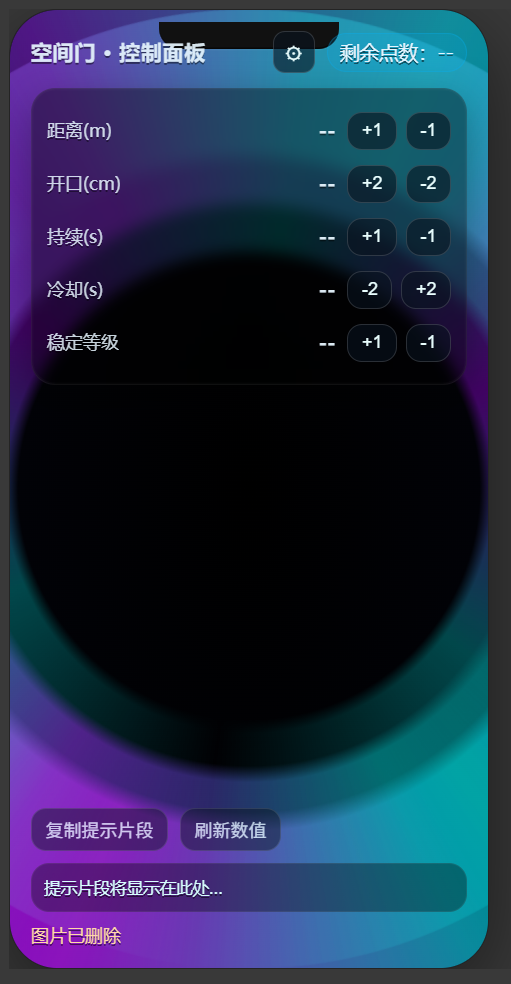 空间门・控制面板 ⚙ 剩余点数：--
距离(m) -- +1 -1
开口(cm) -- +2 -2
持续(s) -- +1 -1
冷却(s) -- -2 +2
稳定等级 -- +1 -1
复制提示片段 刷新数值
提示片段将显示在此处...
图片已删除